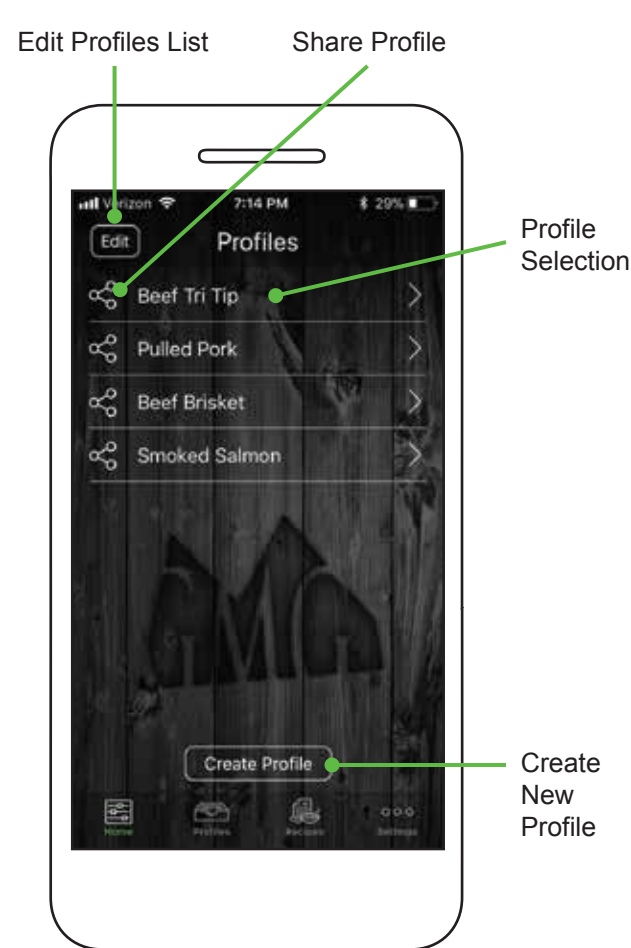 Edit Profiles List
Share Profile
Verizon 7:14 PM 29%
Edit
Profiles
Profile
Selection
Beef Tri Tip
Pulled Pork
Beef Brisket
Smoked Salmon
GMG
Create Profile
Create
New
Profile
Home Profiles Recipes Settings